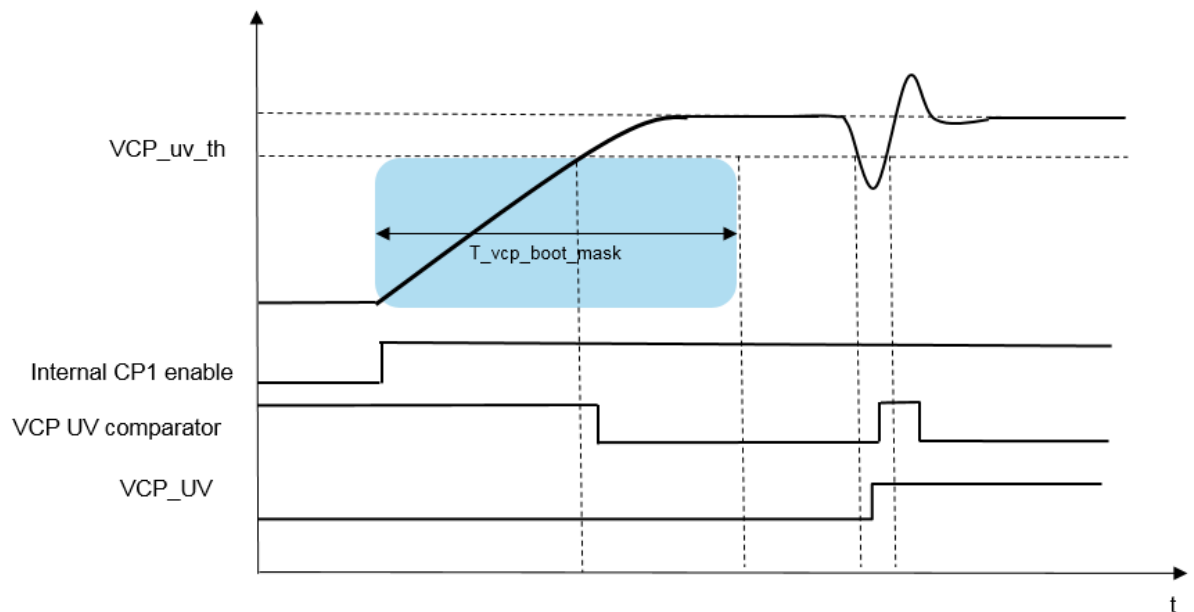 VCP_uv_th
T_vcp_boot_mask
Internal CP1 enable
VCP UV comparator
VCP_UV
t